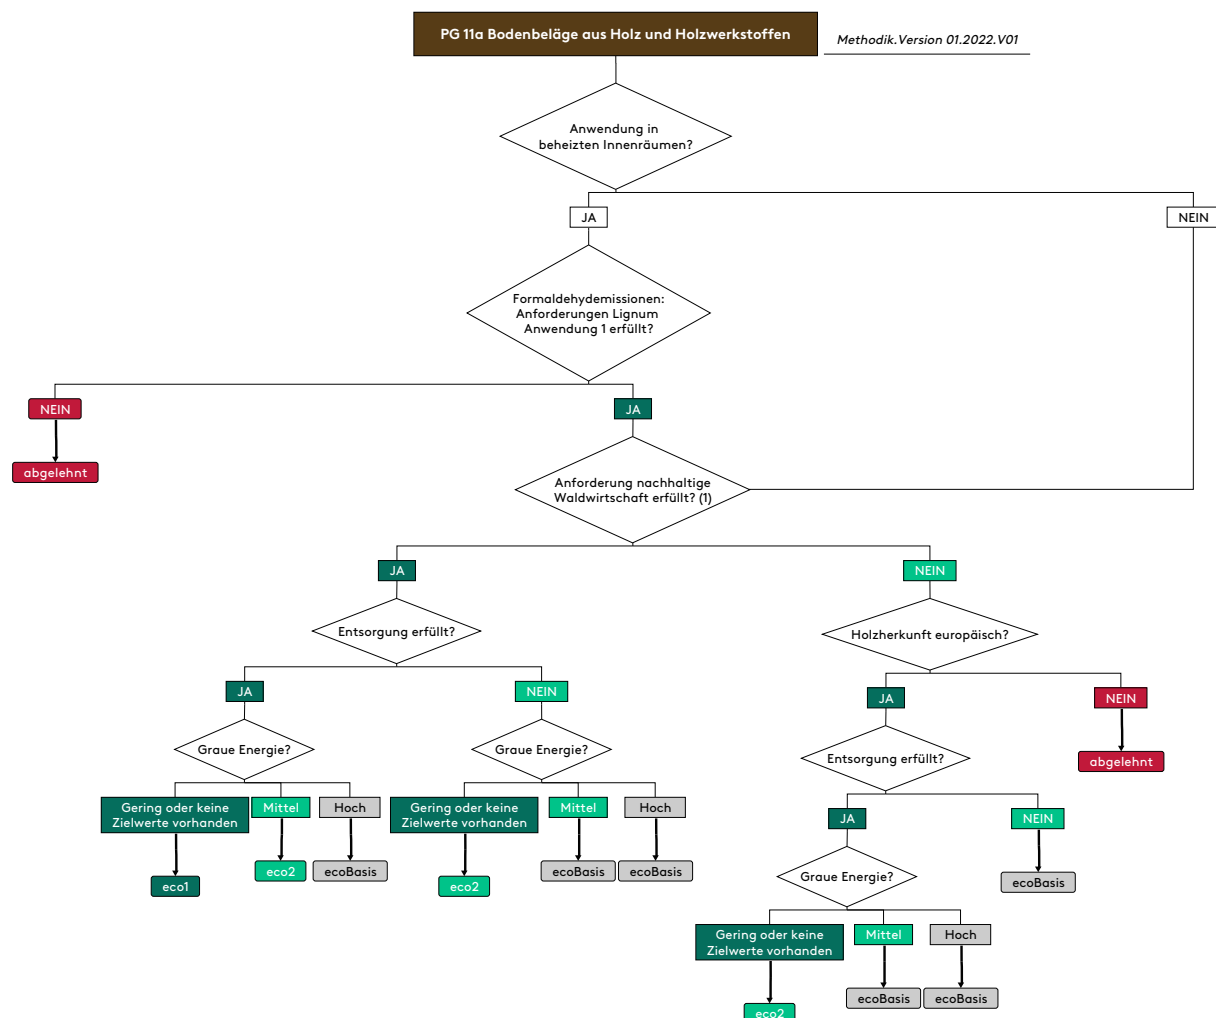 PG 11a Bodenbeläge aus Holz und Holzwerkstoffen
Methodik.Version 01.2022.V01
Anwendung in
beheizten Innenräumen?
JA
NEIN
Formaldehydemissionen:
Anforderungen Lignum
Anwendung 1 erfüllt?
NEIN
JA
abgelehnt
Anforderung nachhaltige
Waldwirtschaft erfüllt? (1)
JA
NEIN
Entsorgung erfüllt?
Holzherkunft europäisch?
JA
NEIN
JA
NEIN
Graue Energie?
Graue Energie?
Entsorgung erfüllt?
abgelehnt
Gering oder keine
Zielwerte vorhanden
Mittel
Hoch
Gering oder keine
Zielwerte vorhanden
Mittel
Hoch
JA
NEIN
eco1
eco2
ecoBasis
eco2
ecoBasis
ecoBasis
Graue Energie?
ecoBasis
Gering oder keine
Zielwerte vorhanden
Mittel
Hoch
eco2
ecoBasis
ecoBasis